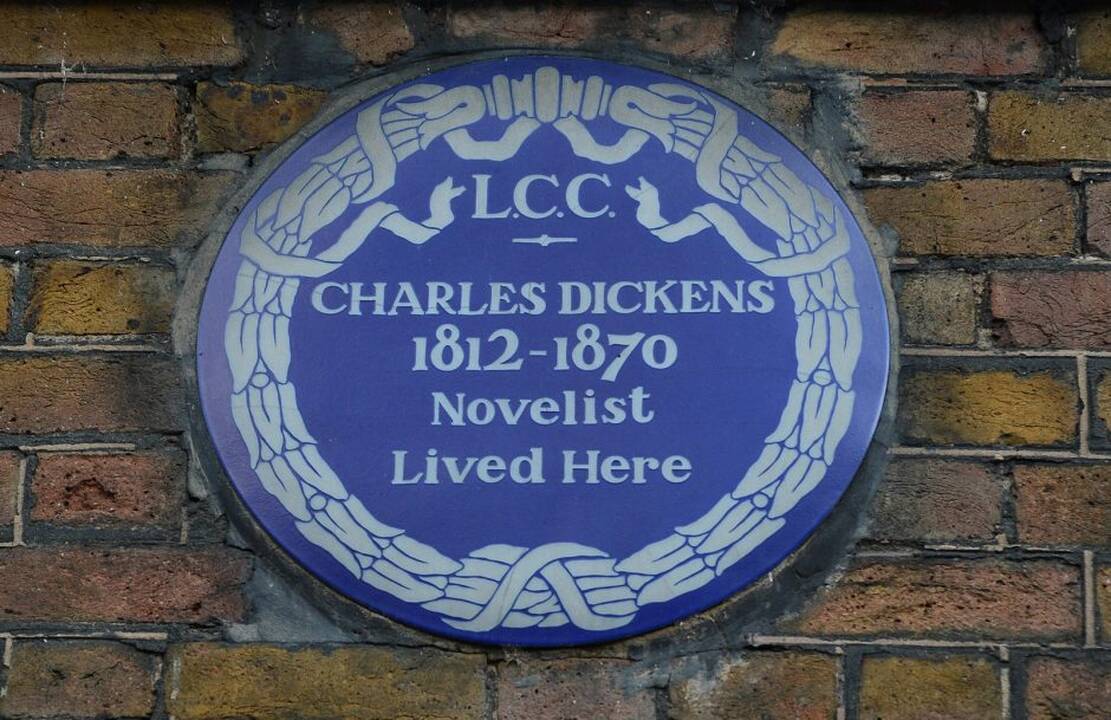 L.C.C.
CHARLES DICKENS
1812-1870
Novelist
Lived Here